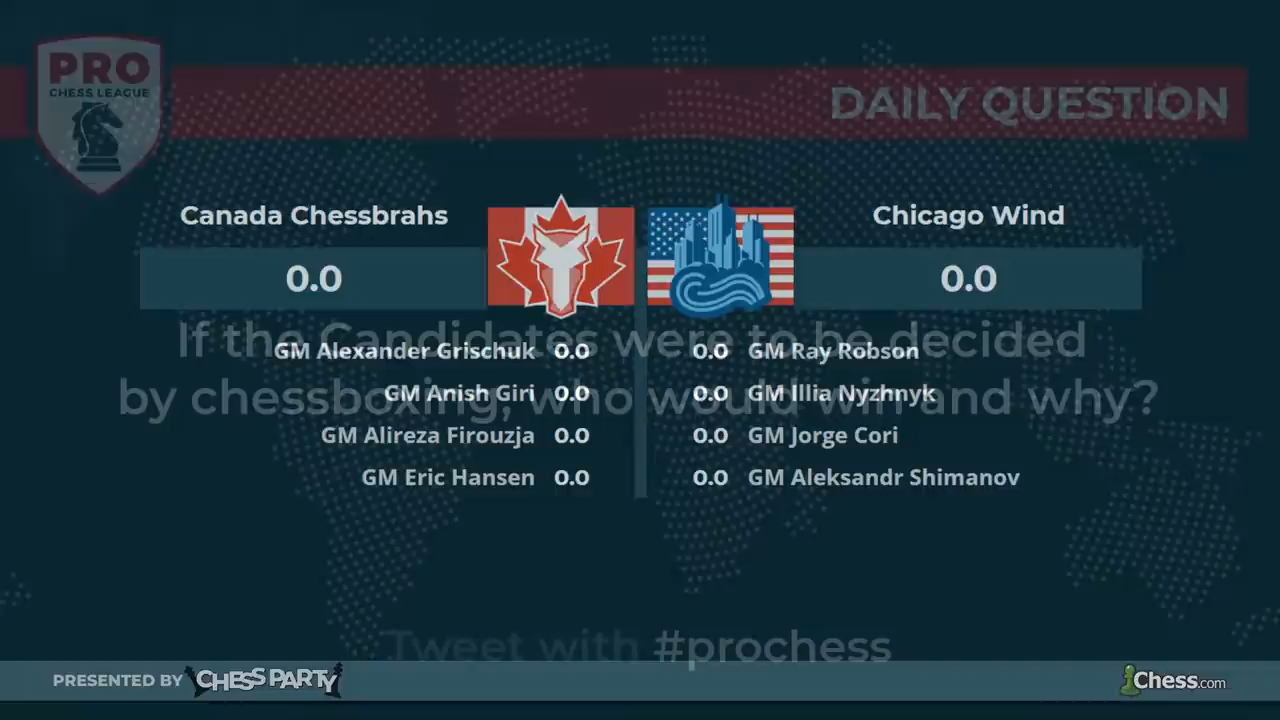 PRO
CHESS LEAGUE
DAILY QUESTION
Canada Chessbrahs
Chicago Wind
0.0
0.0
If the Candidates were to be decided
by chessboxing, who would win and why?
GM Alexander Grischuk 0.0
0.0 GM Ray Robson
GM Anish Giri 0.0
0.0 GM Illia Nyzhnyk
GM Alireza Firouzja 0.0
0.0 GM Jorge Cori
GM Eric Hansen 0.0
0.0 GM Aleksandr Shimanov
Tweet with #prochess
PRESENTED BY CHESS PARTY
Chess.com